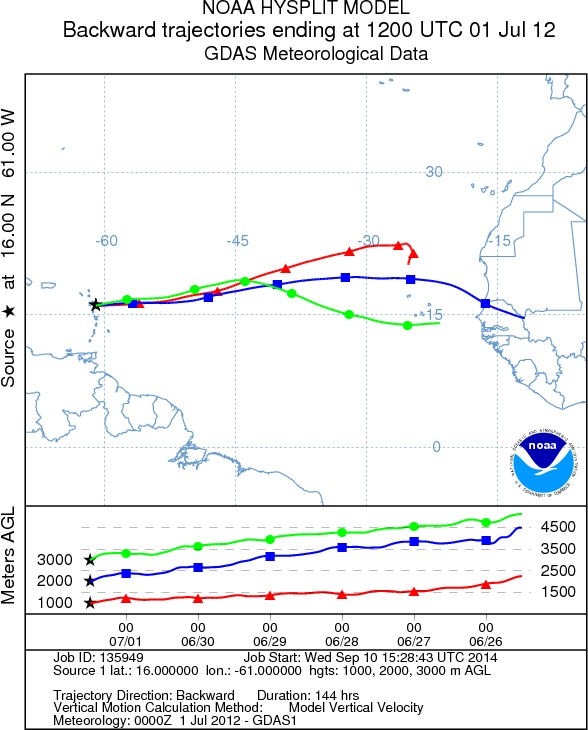 NOAA HYSPLIT MODEL
Backward trajectories ending at 1200 UTC 01 Jul 12
GDAS Meteorological Data
Source ★ at 16.00 N 61.00 W
30
-60 -45 -30 -15
15
0
noaa
Meters AGL
3000
2000
1000
4500
3500
2500
1500
00 00 00 00 00 00
07/01 06/30 06/29 06/28 06/27 06/26
Job ID: 135949 Job Start: Wed Sep 10 15:28:43 UTC 2014
Source 1 lat.: 16.000000 lon.: -61.000000 hgts: 1000, 2000, 3000 m AGL
Trajectory Direction: Backward Duration: 144 hrs
Vertical Motion Calculation Method: Model Vertical Velocity
Meteorology: 0000Z 1 Jul 2012 - GDAS1